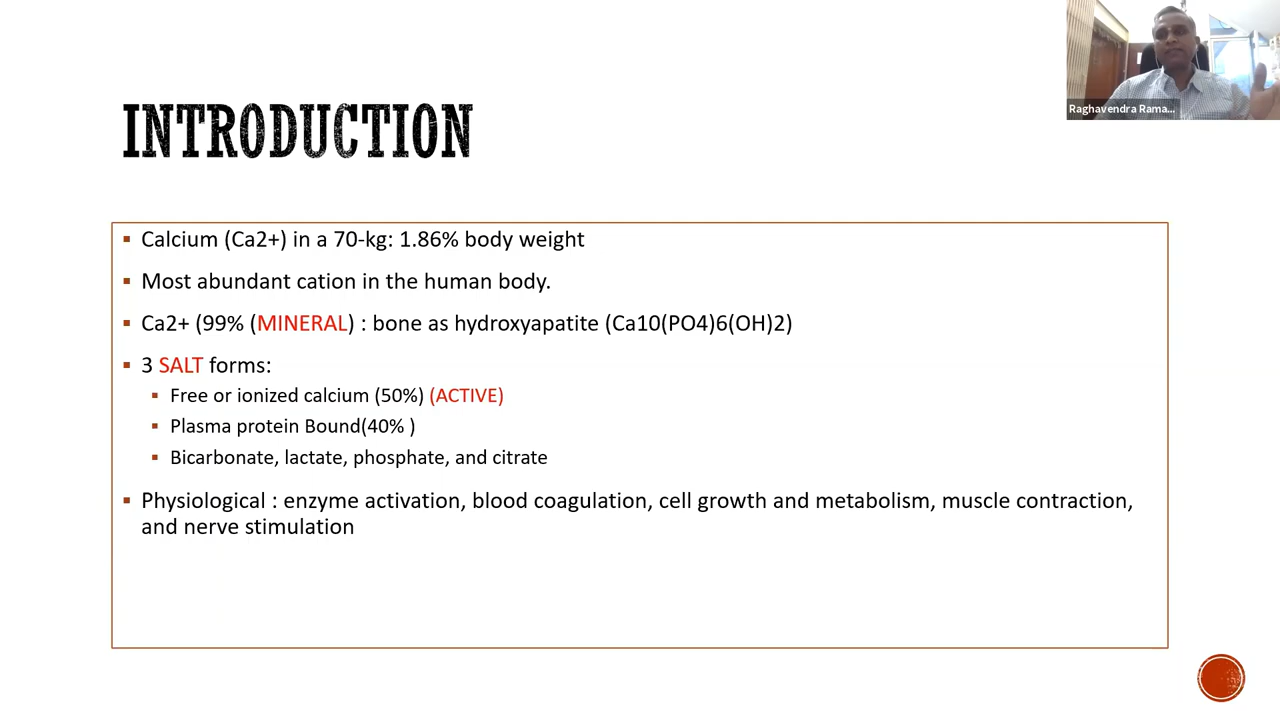 Raghavendra Rama...
INTRODUCTION
Calcium (Ca2+) in a 70-kg: 1.86% body weight
Most abundant cation in the human body.
Ca2+ (99% (MINERAL) : bone as hydroxyapatite (Ca10(PO4)6(OH)2)
3 SALT forms:
Free or ionized calcium (50%) (ACTIVE)
Plasma protein Bound(40% )
Bicarbonate, lactate, phosphate, and citrate
Physiological : enzyme activation, blood coagulation, cell growth and metabolism, muscle contraction,
and nerve stimulation